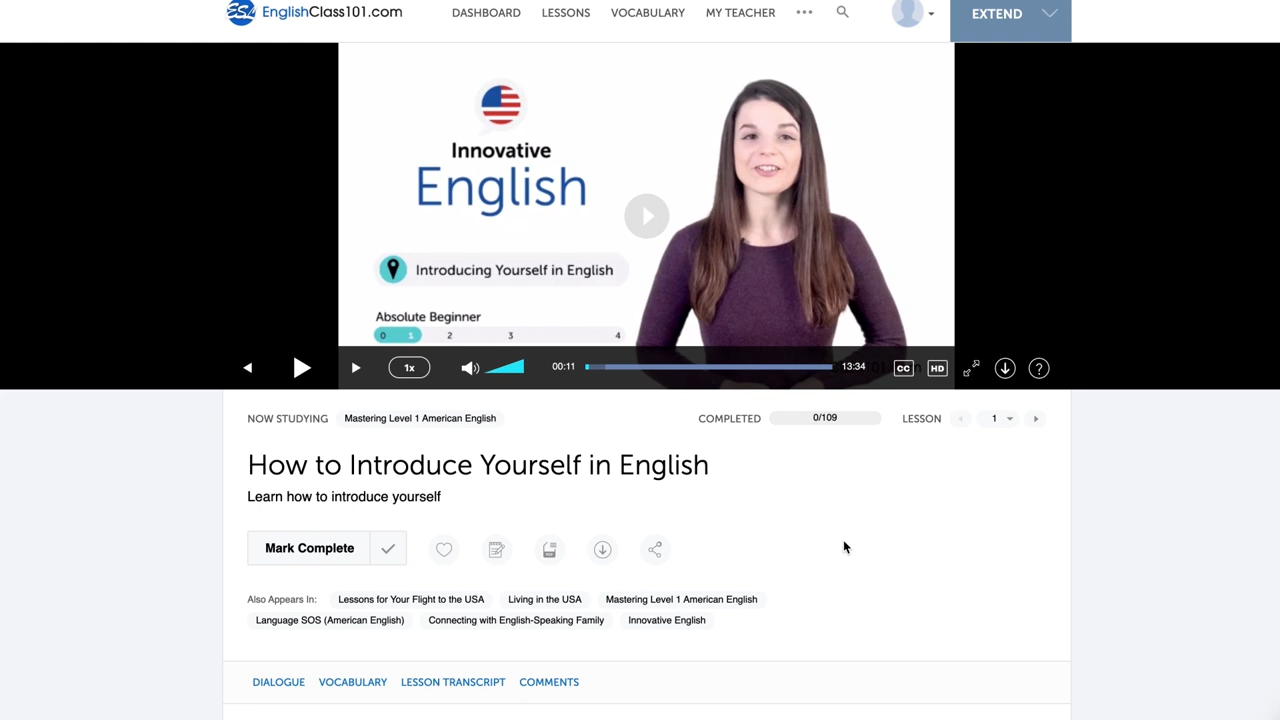 ESL EnglishClass101.com DASHBOARD LESSONS VOCABULARY MY TEACHER EXTEND
Innovative
English
Introducing Yourself in English
Absolute Beginner
0 1 2 3 4
1x 00:11 13:34 CC HD ?
NOW STUDYING Mastering Level 1 American English COMPLETED 0/109 LESSON 1
How to Introduce Yourself in English
Learn how to introduce yourself
Mark Complete
Also Appears In: Lessons for Your Flight to the USA Living in the USA Mastering Level 1 American English
Language SOS (American English) Connecting with English-Speaking Family Innovative English
DIALOGUE VOCABULARY LESSON TRANSCRIPT COMMENTS